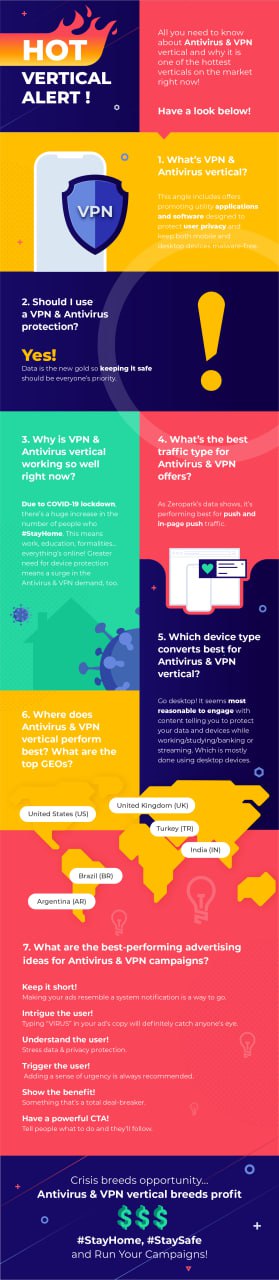 HOT
VERTICAL
ALERT !
All you need to know
about Antivirus & VPN
vertical and why it is
one of the hottest
verticals on the market
right now!
Have a look below!
1. What's VPN &
Antivirus vertical?
This angle includes offers
promoting utility applications
and software designed to
protect user privacy and
keep both mobile and
desktop devices malware-free.
VPN
2. Should I use
a VPN & Antivirus
protection?
Yes!
Data is the new gold so keeping it safe
should be everyone's priority.
3. Why is VPN &
Antivirus vertical
working so well
right now?
Due to COVID-19 lockdown,
there's a huge increase in the
number of people who
#StayHome. This means
work, education, formalities...
everything's online! Greater
need for device protection
means a surge in the
Antivirus & VPN demand, too.
4. What's the best
traffic type for
Antivirus & VPN
offers?
As Zeropark's data shows, it's
performing best for push and
in-page push traffic.
5. Which device type
converts best for
Antivirus & VPN
vertical?
Go desktop! It seems most
reasonable to engage with
content telling you to protect
your data and devices while
working/studying/banking or
streaming. Which is mostly
done using desktop devices.
6. Where does
Antivirus & VPN
vertical perform
best? What are the
top GEOs?
United States (US)
United Kingdom (UK)
Turkey (TR)
India (IN)
Brazil (BR)
Argentina (AR)
7. What are the best-performing advertising
ideas for Antivirus & VPN campaigns?
Keep it short!
Making your ads resemble a system notification is a way to go.
Intrigue the user!
Typing "VIRUS" in your ad's copy will definitely catch anyone's eye.
Understand the user!
Stress data & privacy protection.
Trigger the user!
Adding a sense of urgency is always recommended.
Show the benefit!
Something that's a total deal-breaker.
Have a powerful CTA!
Tell people what to do and they'll follow.
Crisis breeds opportunity...
Antivirus & VPN vertical breeds profit
$$$
#StayHome, #StaySafe
and Run Your Campaigns!